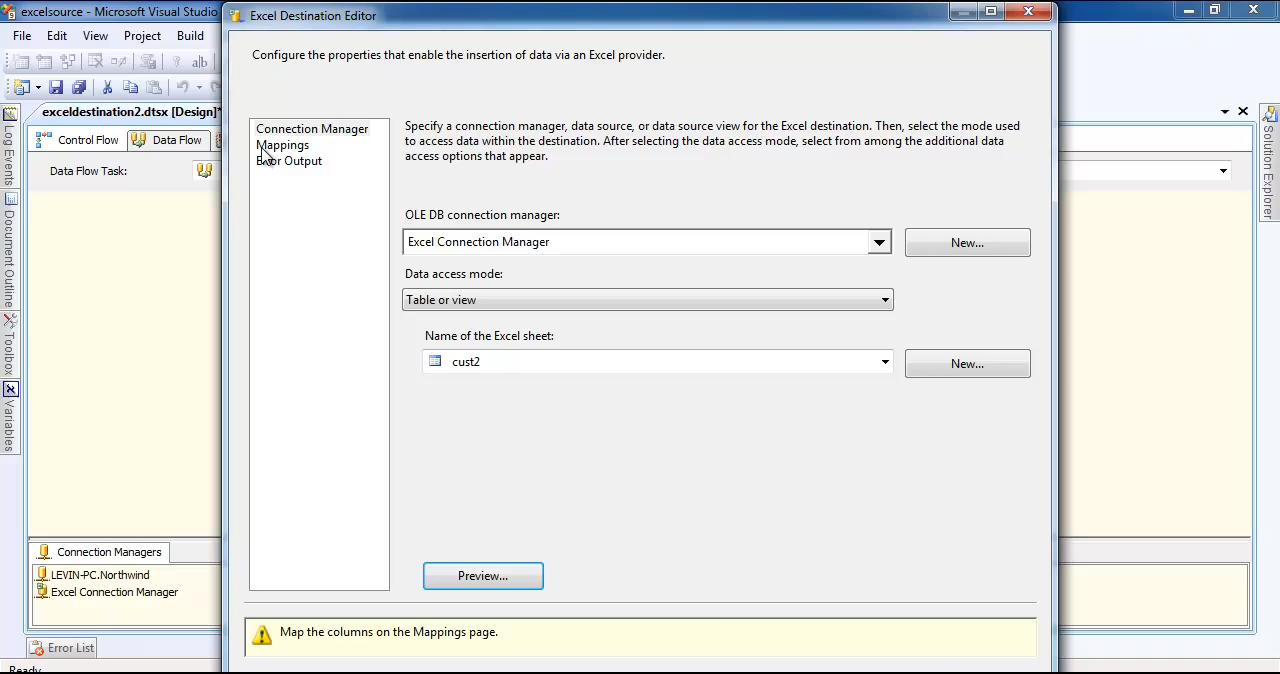 excelsource - Microsoft Visual Studio
Excel Destination Editor
File Edit View Project Build
Configure the properties that enable the insertion of data via an Excel provider.
exceldestination2.dtsx [Design]*
Control Flow
Data Flow
Data Flow Task:
Log Events
Document Outline
Toolbox
Variables
Solution Explorer
Connection Manager
Mappings
Output
Specify a connection manager, data source, or data source view for the Excel destination. Then, select the mode used
to access data within the destination. After selecting the data access mode, select from among the additional data
access options that appear.
OLE DB connection manager:
Excel Connection Manager
New...
Data access mode:
Table or view
Name of the Excel sheet:
cust2
New...
Preview...
Map the columns on the Mappings page.
Connection Managers
LEVIN-PC.Northwind
Excel Connection Manager
Error List
Ready